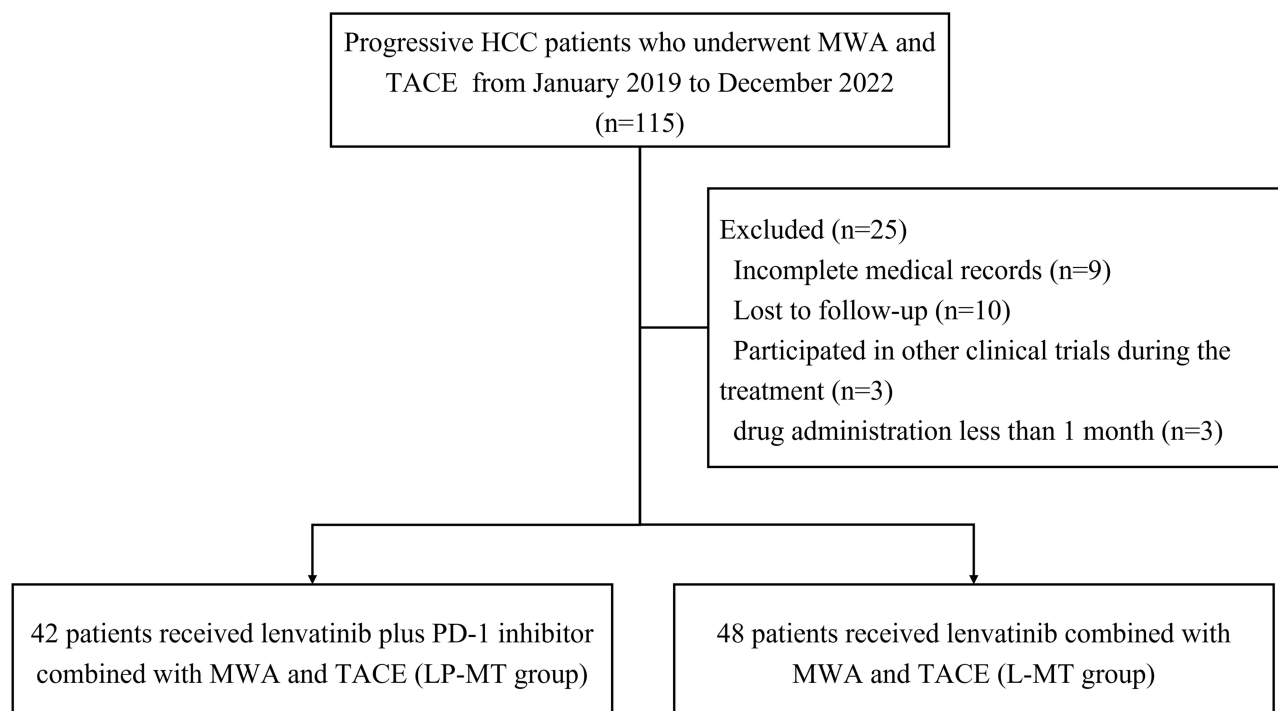 Progressive HCC patients who underwent MWA and
TACE from January 2019 to December 2022
(n=115)
Excluded (n=25)
Incomplete medical records (n=9)
Lost to follow-up (n=10)
Participated in other clinical trials during the
treatment (n=3)
drug administration less than 1 month (n=3)
42 patients received lenvatinib plus PD-1 inhibitor
combined with MWA and TACE (LP-MT group)
48 patients received lenvatinib combined with
MWA and TACE (L-MT group)